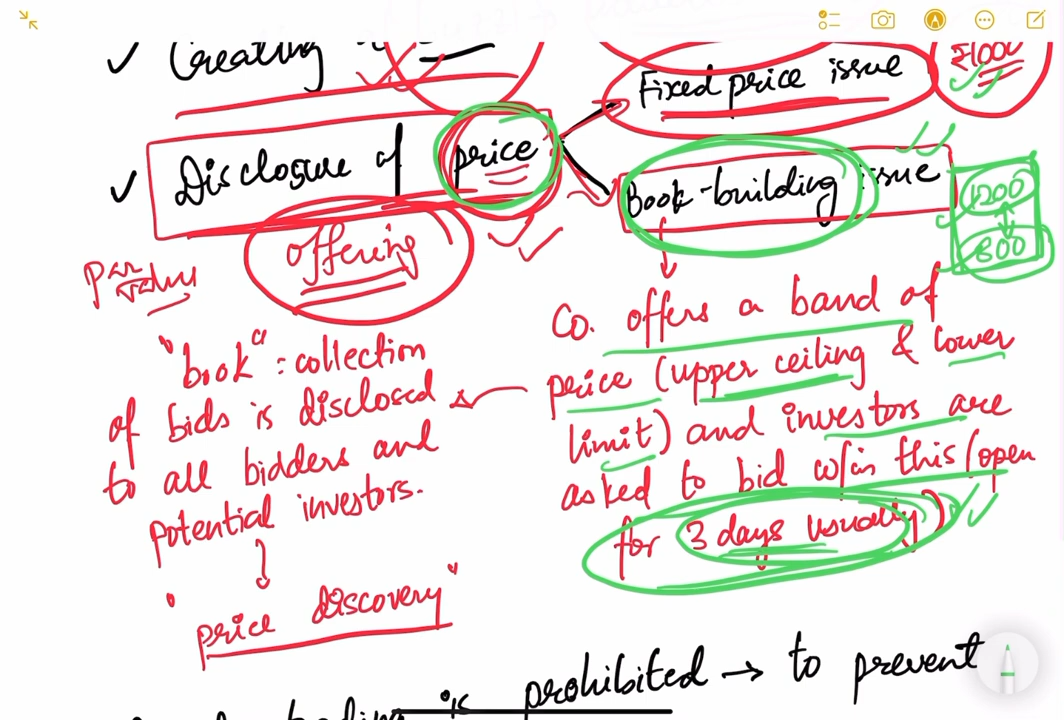 ✓ Creating
Fixed price issue
₹1000
✓ Disclosure of price
Book-building issue
1200
800
offering
Par value
Co. offers a band of
price (upper ceiling & lower
limit) and investors are
asked to bid w/in this (open
for 3 days usually)
"book" : collection
of bids is disclosed
to all bidders and
potential investors.
"price discovery"
is prohibited → to prevent